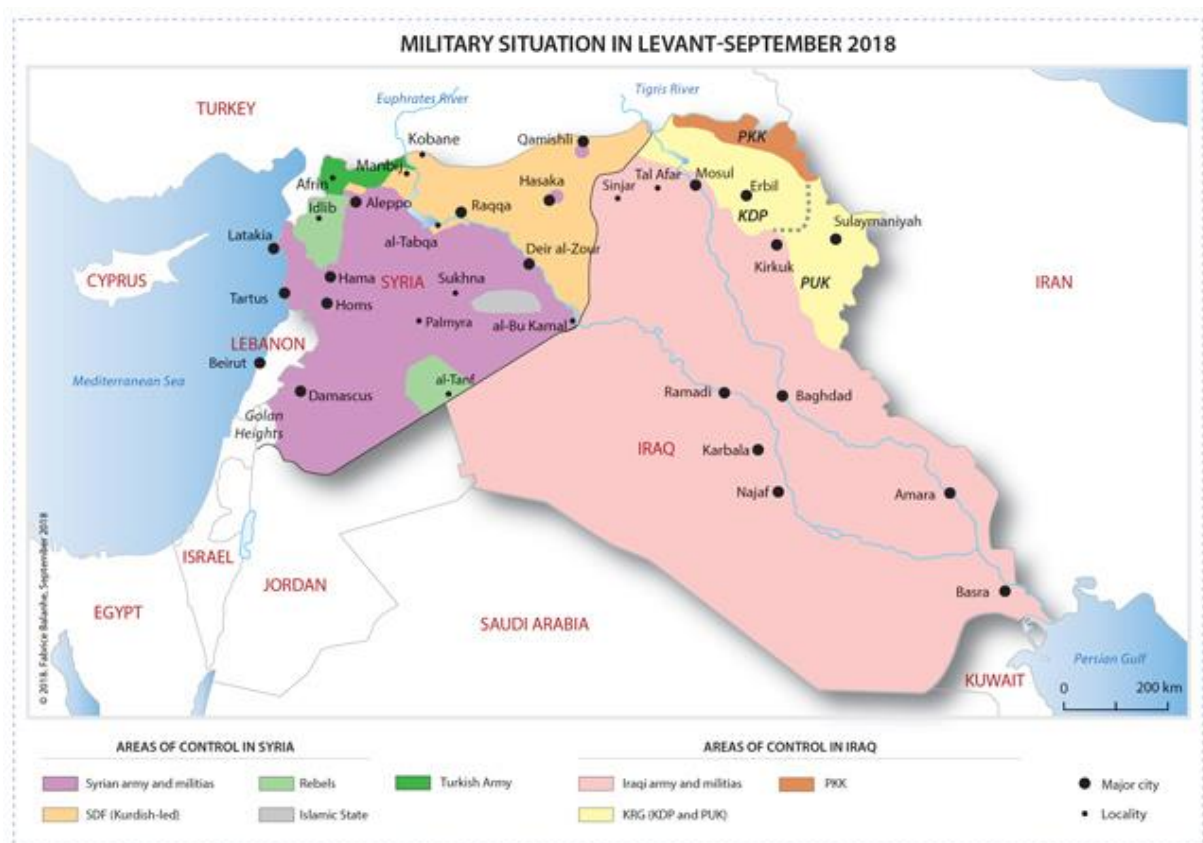 MILITARY SITUATION IN LEVANT-SEPTEMBER 2018
TURKEY
Euphrates River
Tigris River
Kobane
Qamishli
PKK
Manbij
Afrin
Hasaka
Sinjar
Tal Afar
Mosul
Erbil
Idlib
Aleppo
Raqqa
KDP
Sulaymaniyah
Latakia
al-Tabqa
Deir al-Zour
Kirkuk
CYPRUS
Hama
SYRIA
Sukhna
PUK
IRAN
Tartus
Homs
Palmyra
al-Bu Kamal
LEBANON
Beirut
Mediterranean Sea
Damascus
al-Tanf
Ramadi
Baghdad
Golan
Heights
IRAQ
Karbala
Najaf
Amara
ISRAEL
JORDAN
Basra
EGYPT
SAUDI ARABIA
Persian Gulf
KUWAIT
0 200 km
© 2018, Fabrice Balanhe, September 2018
AREAS OF CONTROL IN SYRIA
AREAS OF CONTROL IN IRAQ
Syrian army and militias
Rebels
Turkish Army
Iraqi army and militias
PKK
Major city
SDF (Kurdish-led)
Islamic State
KRG (KDP and PUK)
Locality